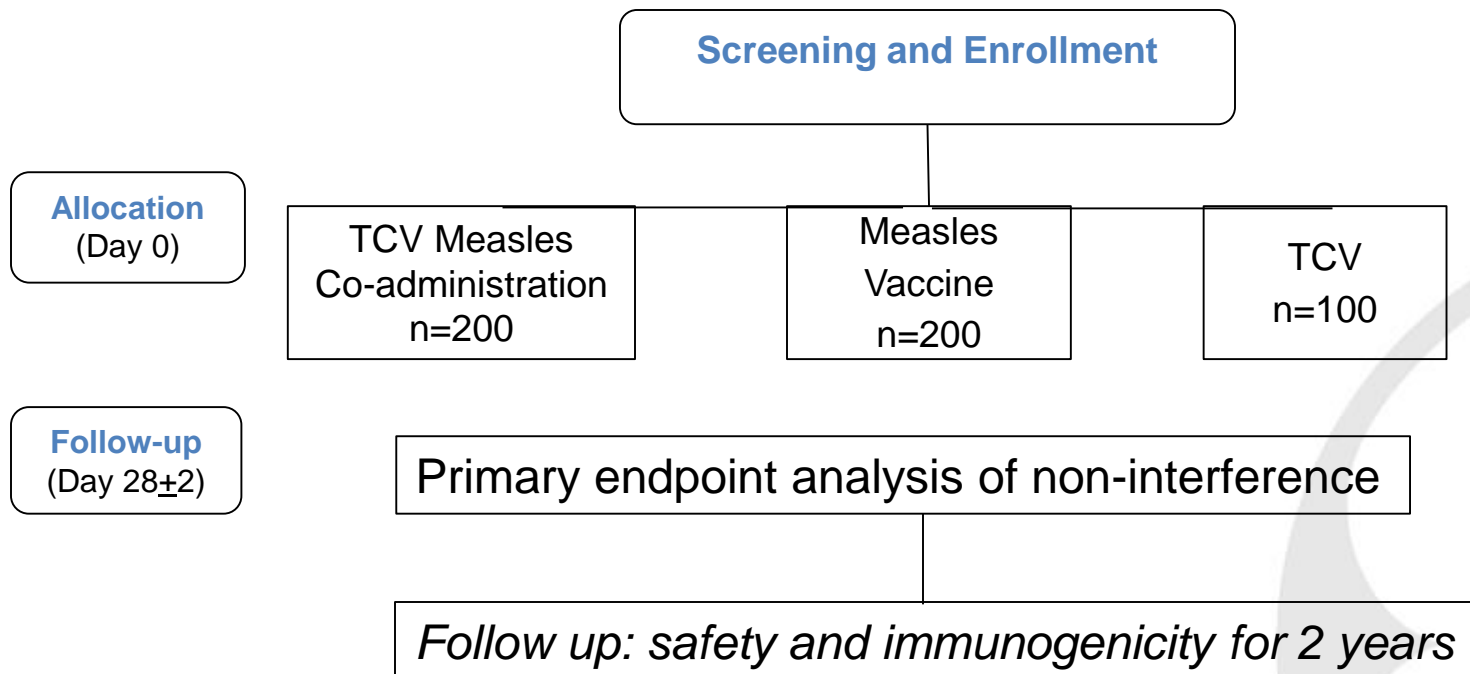 Screening and Enrollment
Allocation
(Day 0)
TCV Measles
Co-administration
n=200
Measles
Vaccine
n=200
TCV
n=100
Follow-up
(Day 28±2)
Primary endpoint analysis of non-interference
Follow up: safety and immunogenicity for 2 years